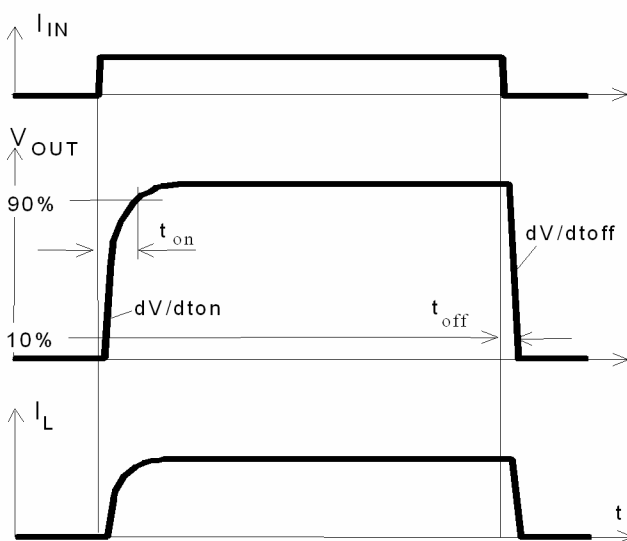 I IN
V OUT
90%
t on
dV/dtoff
dV/dton
t off
10%
I L
t